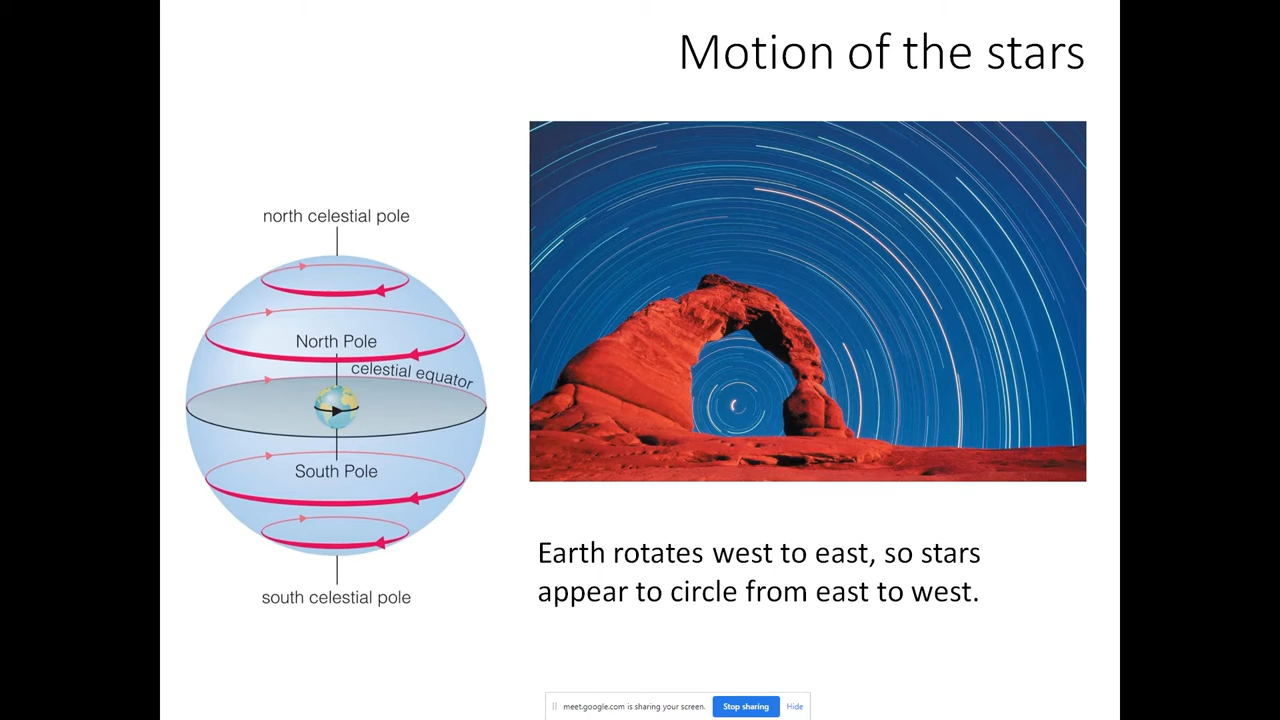 Motion of the stars
north celestial pole
North Pole
celestial equator
South Pole
south celestial pole
Earth rotates west to east, so stars
appear to circle from east to west.
meet.google.com is sharing your screen.
Stop sharing
Hide